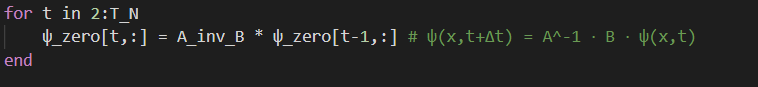 for t in 2:T_N
ψ_zero[t,:] = A_inv_B * ψ_zero[t-1,:] # ψ(x,t+Δt) = A^-1 · B · ψ(x,t)
end